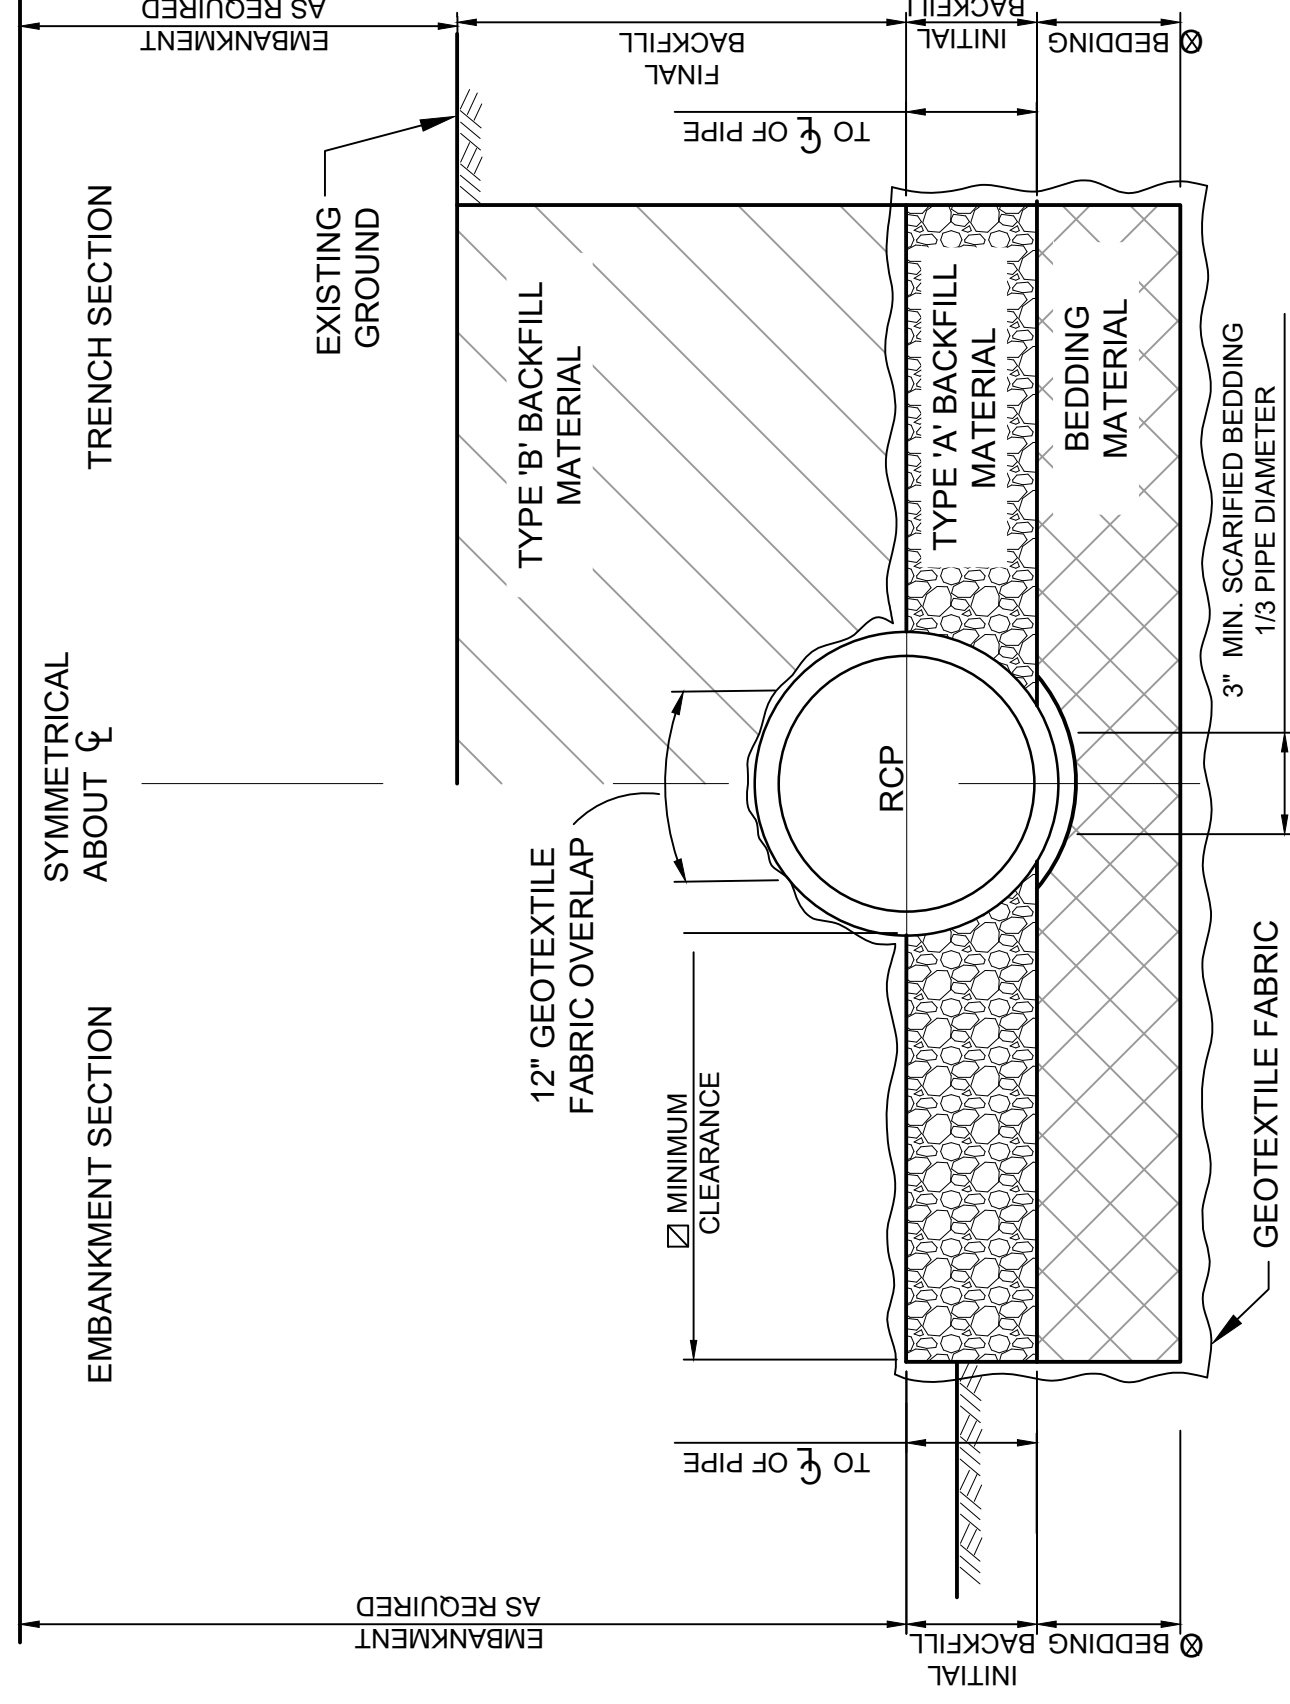 SYMMETRICAL
ABOUT ℄
EMBANKMENT SECTION
TRENCH SECTION
EMBANKMENT
AS REQUIRED
EMBANKMENT
AS REQUIRED
EXISTING
GROUND
FINAL
BACKFILL
TYPE 'B' BACKFILL
MATERIAL
12" GEOTEXTILE
FABRIC OVERLAP
MINIMUM
CLEARANCE
TO ℄ OF PIPE
TO ℄ OF PIPE
RCP
TYPE 'A' BACKFILL
MATERIAL
INITIAL
BACKFILL
INITIAL
BACKFILL
BEDDING
MATERIAL
BEDDING
BEDDING
3" MIN. SCARIFIED BEDDING
1/3 PIPE DIAMETER
GEOTEXTILE FABRIC